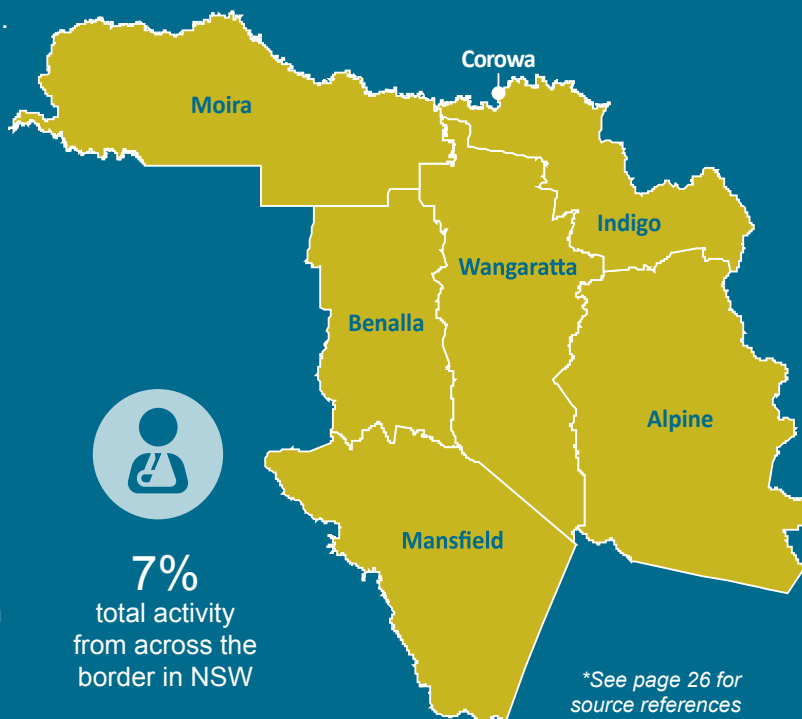 Corowa
Moira
Indigo
Wangaratta
Benalla
Alpine
Mansfield
7%
total activity
from across the
border in NSW
*See page 26 for
source references